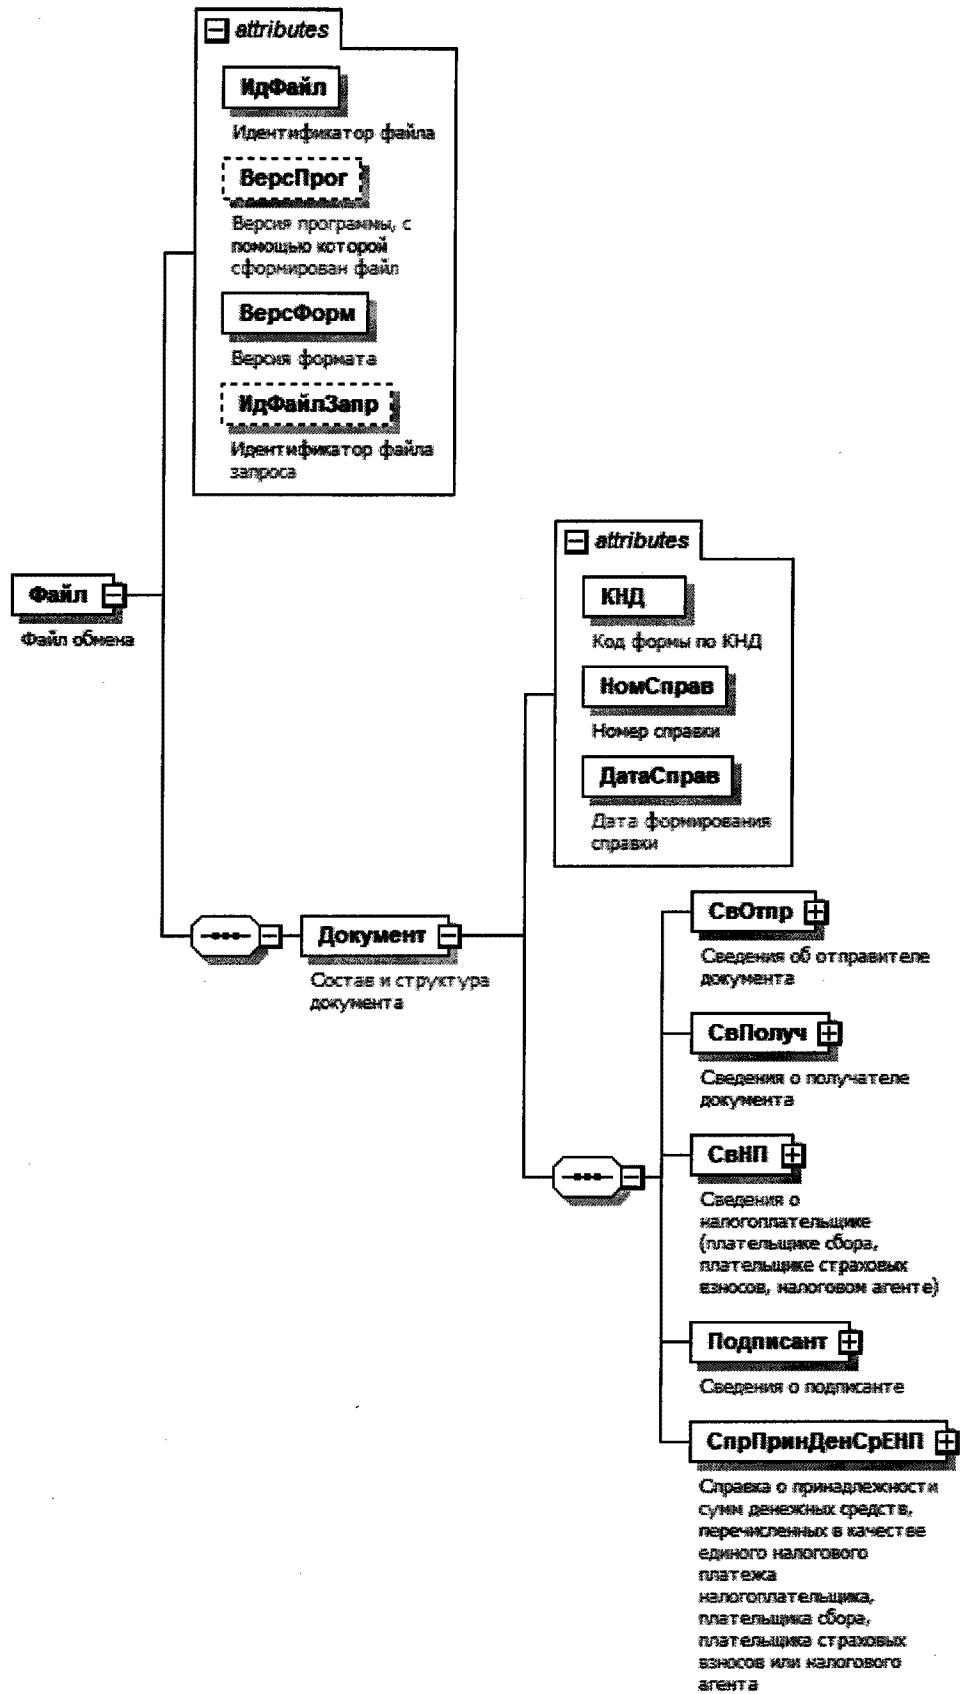 attributes
ИдФайл
Идентификатор файла
ВерсПрог
Версия программы, с
помощью которой
сформирован файл
ВерсФорм
Версия формата
ИдФайлЗапр
Идентификатор файла
запроса
Файл
Файл обмена
attributes
КНД
Код формы по КНД
НомСправ
Номер справки
ДатаСправ
Дата формирования
справки
Документ
Состав и структура
документа
СвОтпр
Сведения об отправителе
документа
СвПолуч
Сведения о получателе
документа
СвНП
Сведения о
налогоплательщике
(плательщике сбора,
плательщике страховых
взносов, налоговом агенте)
Подписант
Сведения о подписанте
СпрПринДенСрЕНП
Справка о принадлежности
сумм денежных средств,
перечисленных в качестве
единого налогового
платежа
налогоплательщика,
плательщика сбора,
плательщика страховых
взносов или налогового
агента